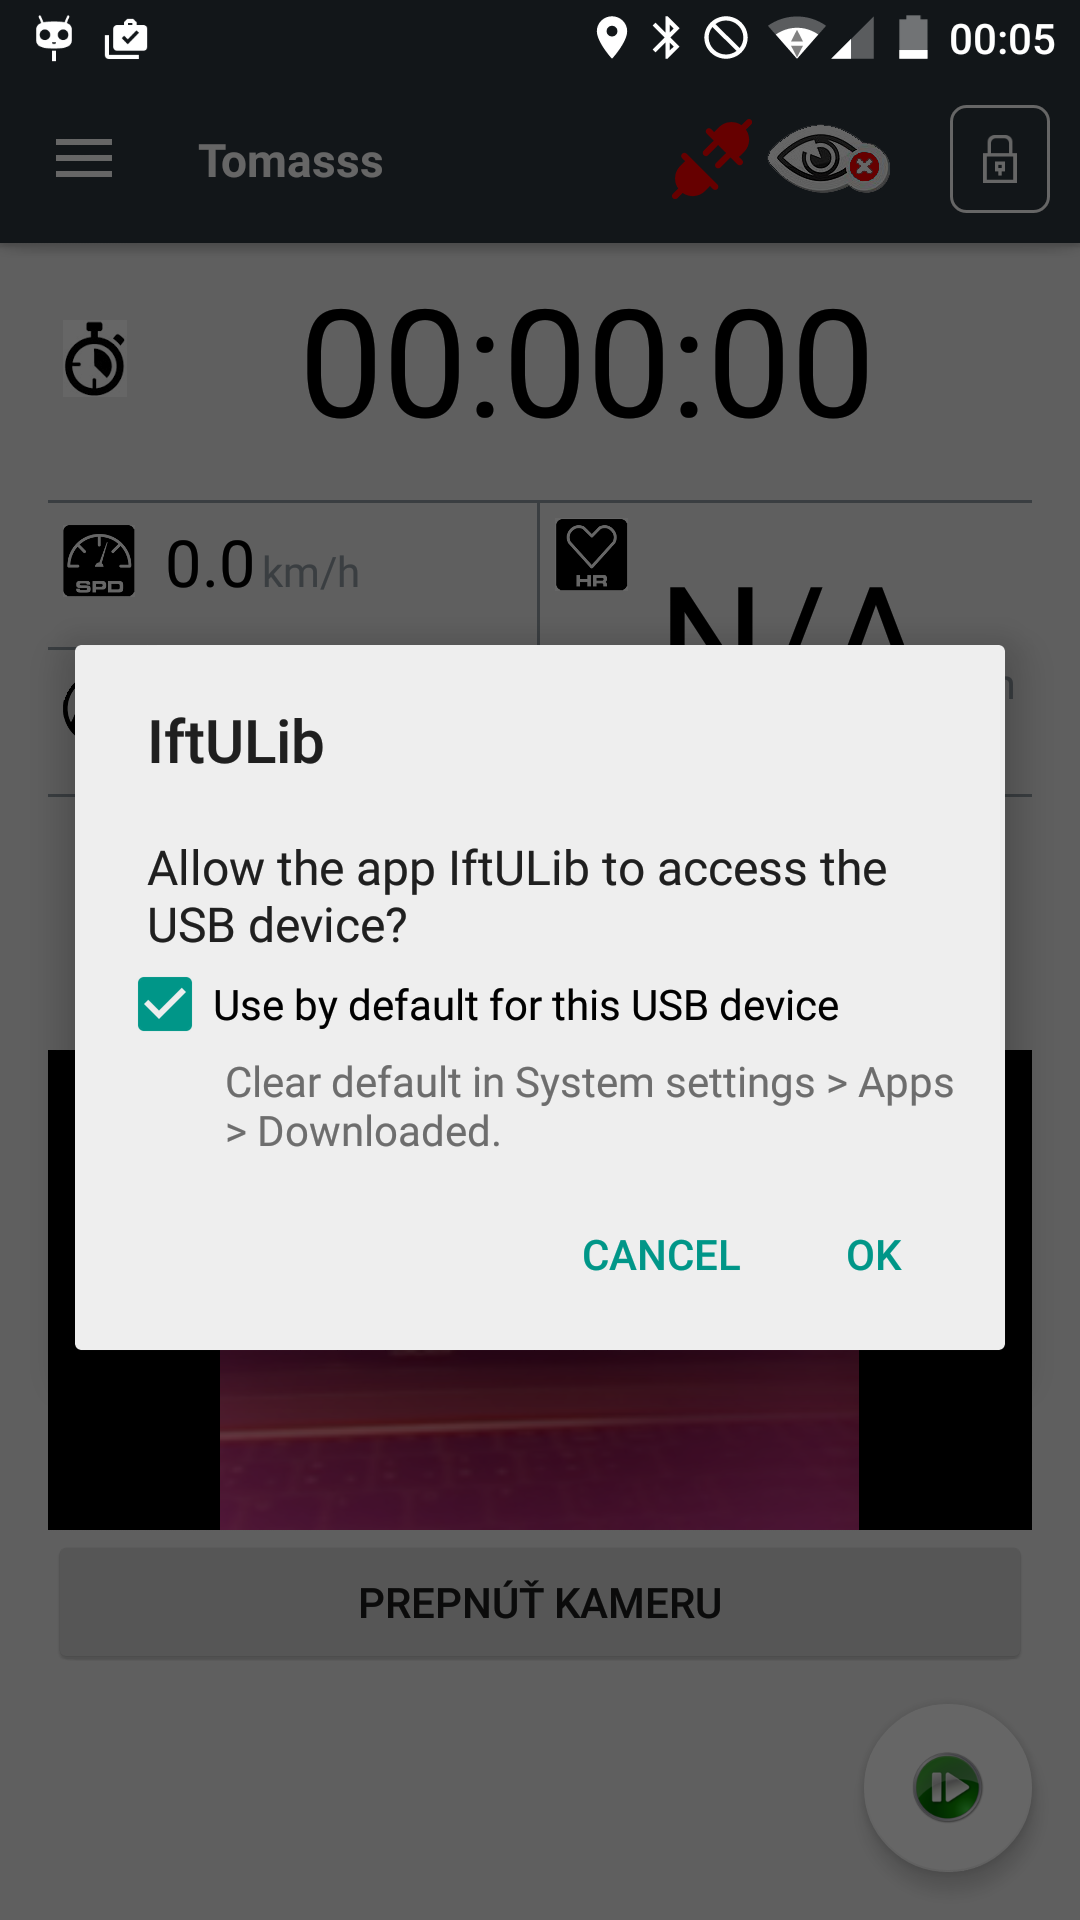 00:05
Tomasss
00:00:00
SPD 0.0 km/h
HR
N/A
IftULib
Allow the app IftULib to access the
USB device?
Use by default for this USB device
Clear default in System settings > Apps
> Downloaded.
CANCEL OK
PREPNÚŤ KAMERU